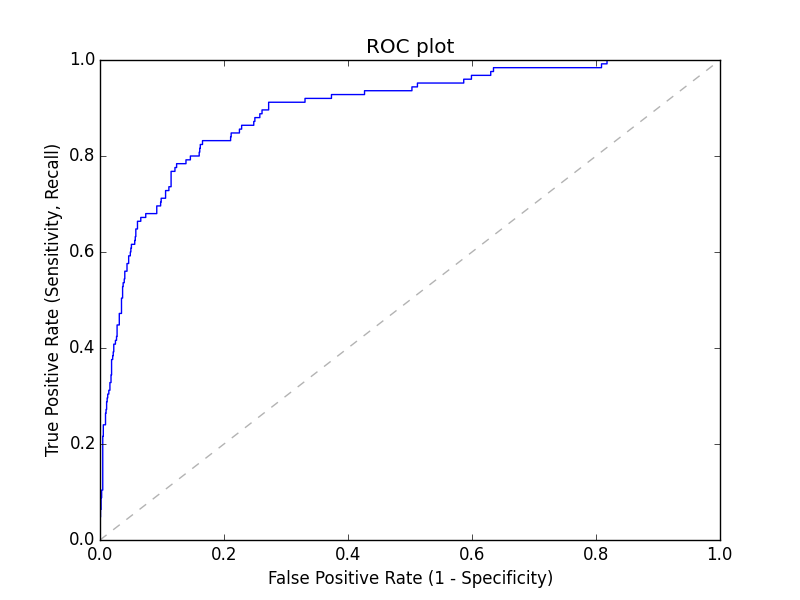 ROC plot
True Positive Rate (Sensitivity, Recall)
1.0
0.8
0.6
0.4
0.2
0.0
0.0 0.2 0.4 0.6 0.8 1.0
False Positive Rate (1 - Specificity)